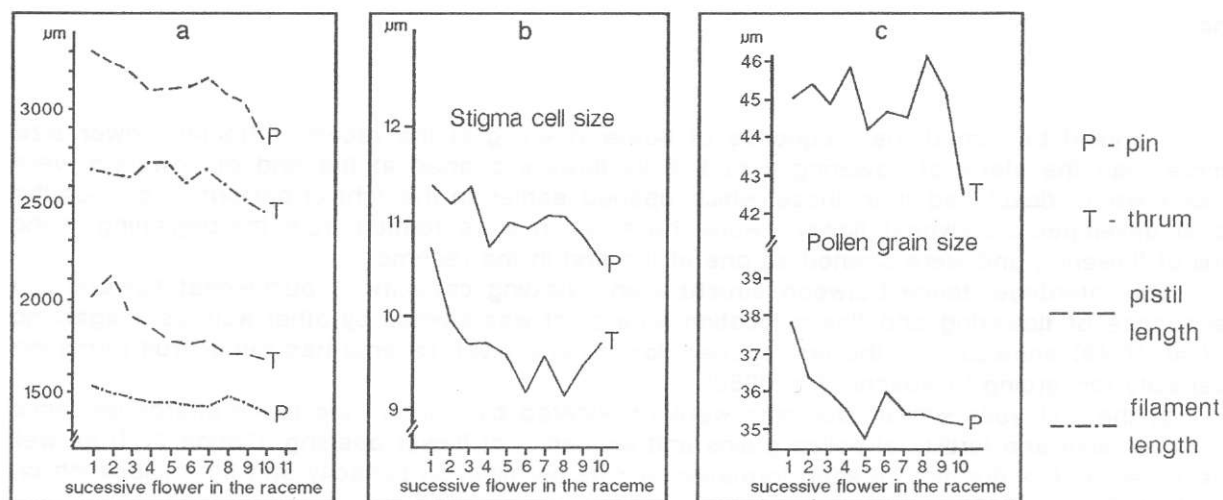 µm
a
3000
2500
2000
1500
P
T
T
P
1 2 3 4 5 6 7 8 9 10 11
sucessive flower in the raceme
µm
b
Stigma cell size
12
11
10
9
P
T
1 2 3 4 5 6 7 8 9 10
sucessive flower in the raceme
µm
c
46
45
44
43
42
T
Pollen grain size
39
38
37
36
35
P
1 2 3 4 5 6 7 8 9 10
sucessive flower in the raceme
P - pin
T - thrum
pistil
length
filament
length